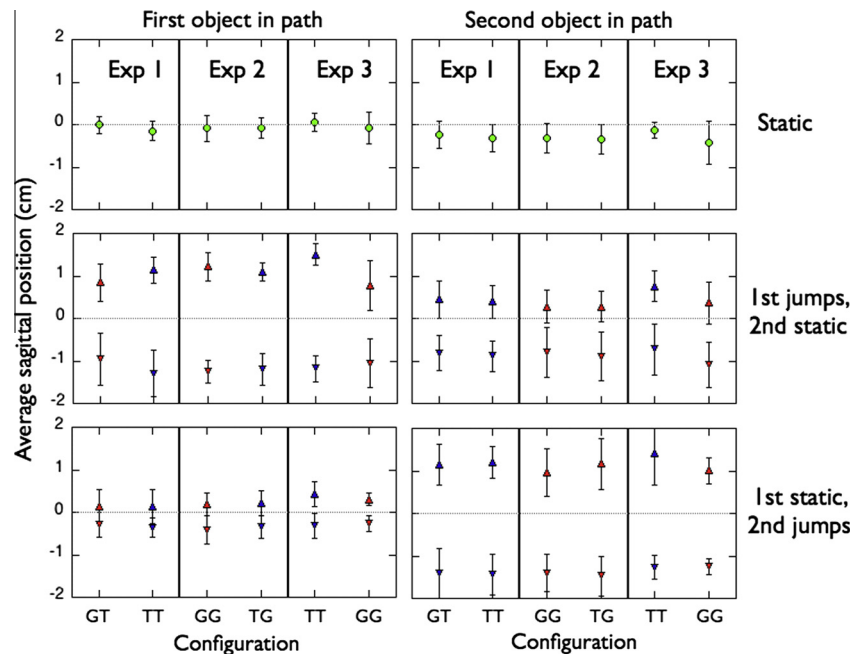 First object in path
Second object in path
2
Exp 1
Exp 2
Exp 3
Exp 1
Exp 2
Exp 3
1
0
-1
-2
Static
2
1
0
-1
-2
1st jumps,
2nd static
2
1
0
-1
-2
1st static,
2nd jumps
Average sagittal position (cm)
GT TT GG TG TT GG
GT TT GG TG TT GG
Configuration
Configuration